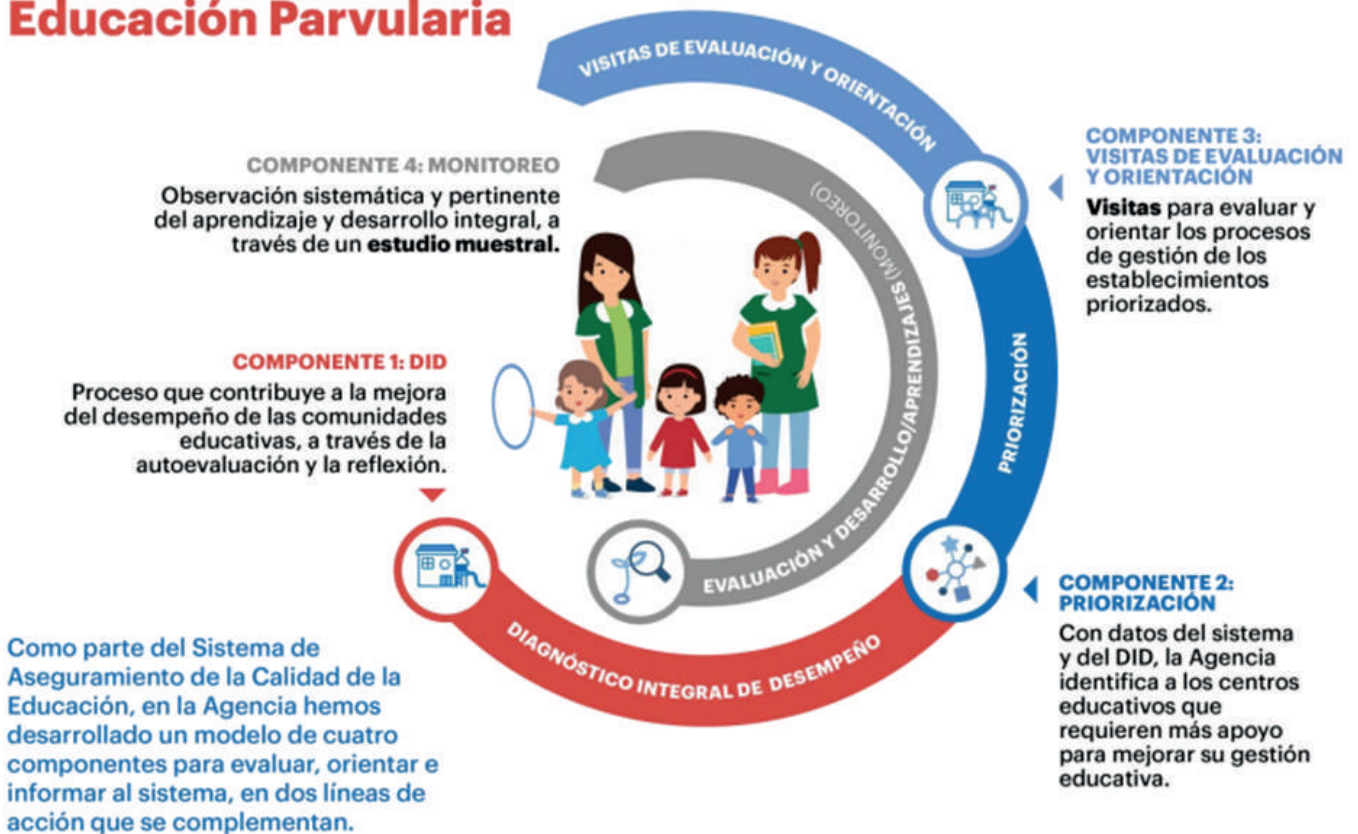 Educación Parvularia
VISITAS DE EVALUACIÓN Y ORIENTACIÓN
COMPONENTE 4: MONITOREO
Observación sistemática y pertinente
del aprendizaje y desarrollo integral, a
través de un estudio muestral.
EVALUACIÓN Y DESARROLLO/APRENDIZAJES (MONITOREO)
COMPONENTE 3:
VISITAS DE EVALUACIÓN
Y ORIENTACIÓN
Visitas para evaluar y
orientar los procesos
de gestión de los
establecimientos
priorizados.
PRIORIZACIÓN
COMPONENTE 1: DID
Proceso que contribuye a la mejora
del desempeño de las comunidades
educativas, a través de la
autoevaluación y la reflexión.
DIAGNÓSTICO INTEGRAL DE DESEMPEÑO
COMPONENTE 2:
PRIORIZACIÓN
Con datos del sistema
y del DID, la Agencia
identifica a los centros
educativos que
requieren más apoyo
para mejorar su gestión
educativa.
Como parte del Sistema de
Aseguramiento de la Calidad de la
Educación, en la Agencia hemos
desarrollado un modelo de cuatro
componentes para evaluar, orientar e
informar al sistema, en dos líneas de
acción que se complementan.